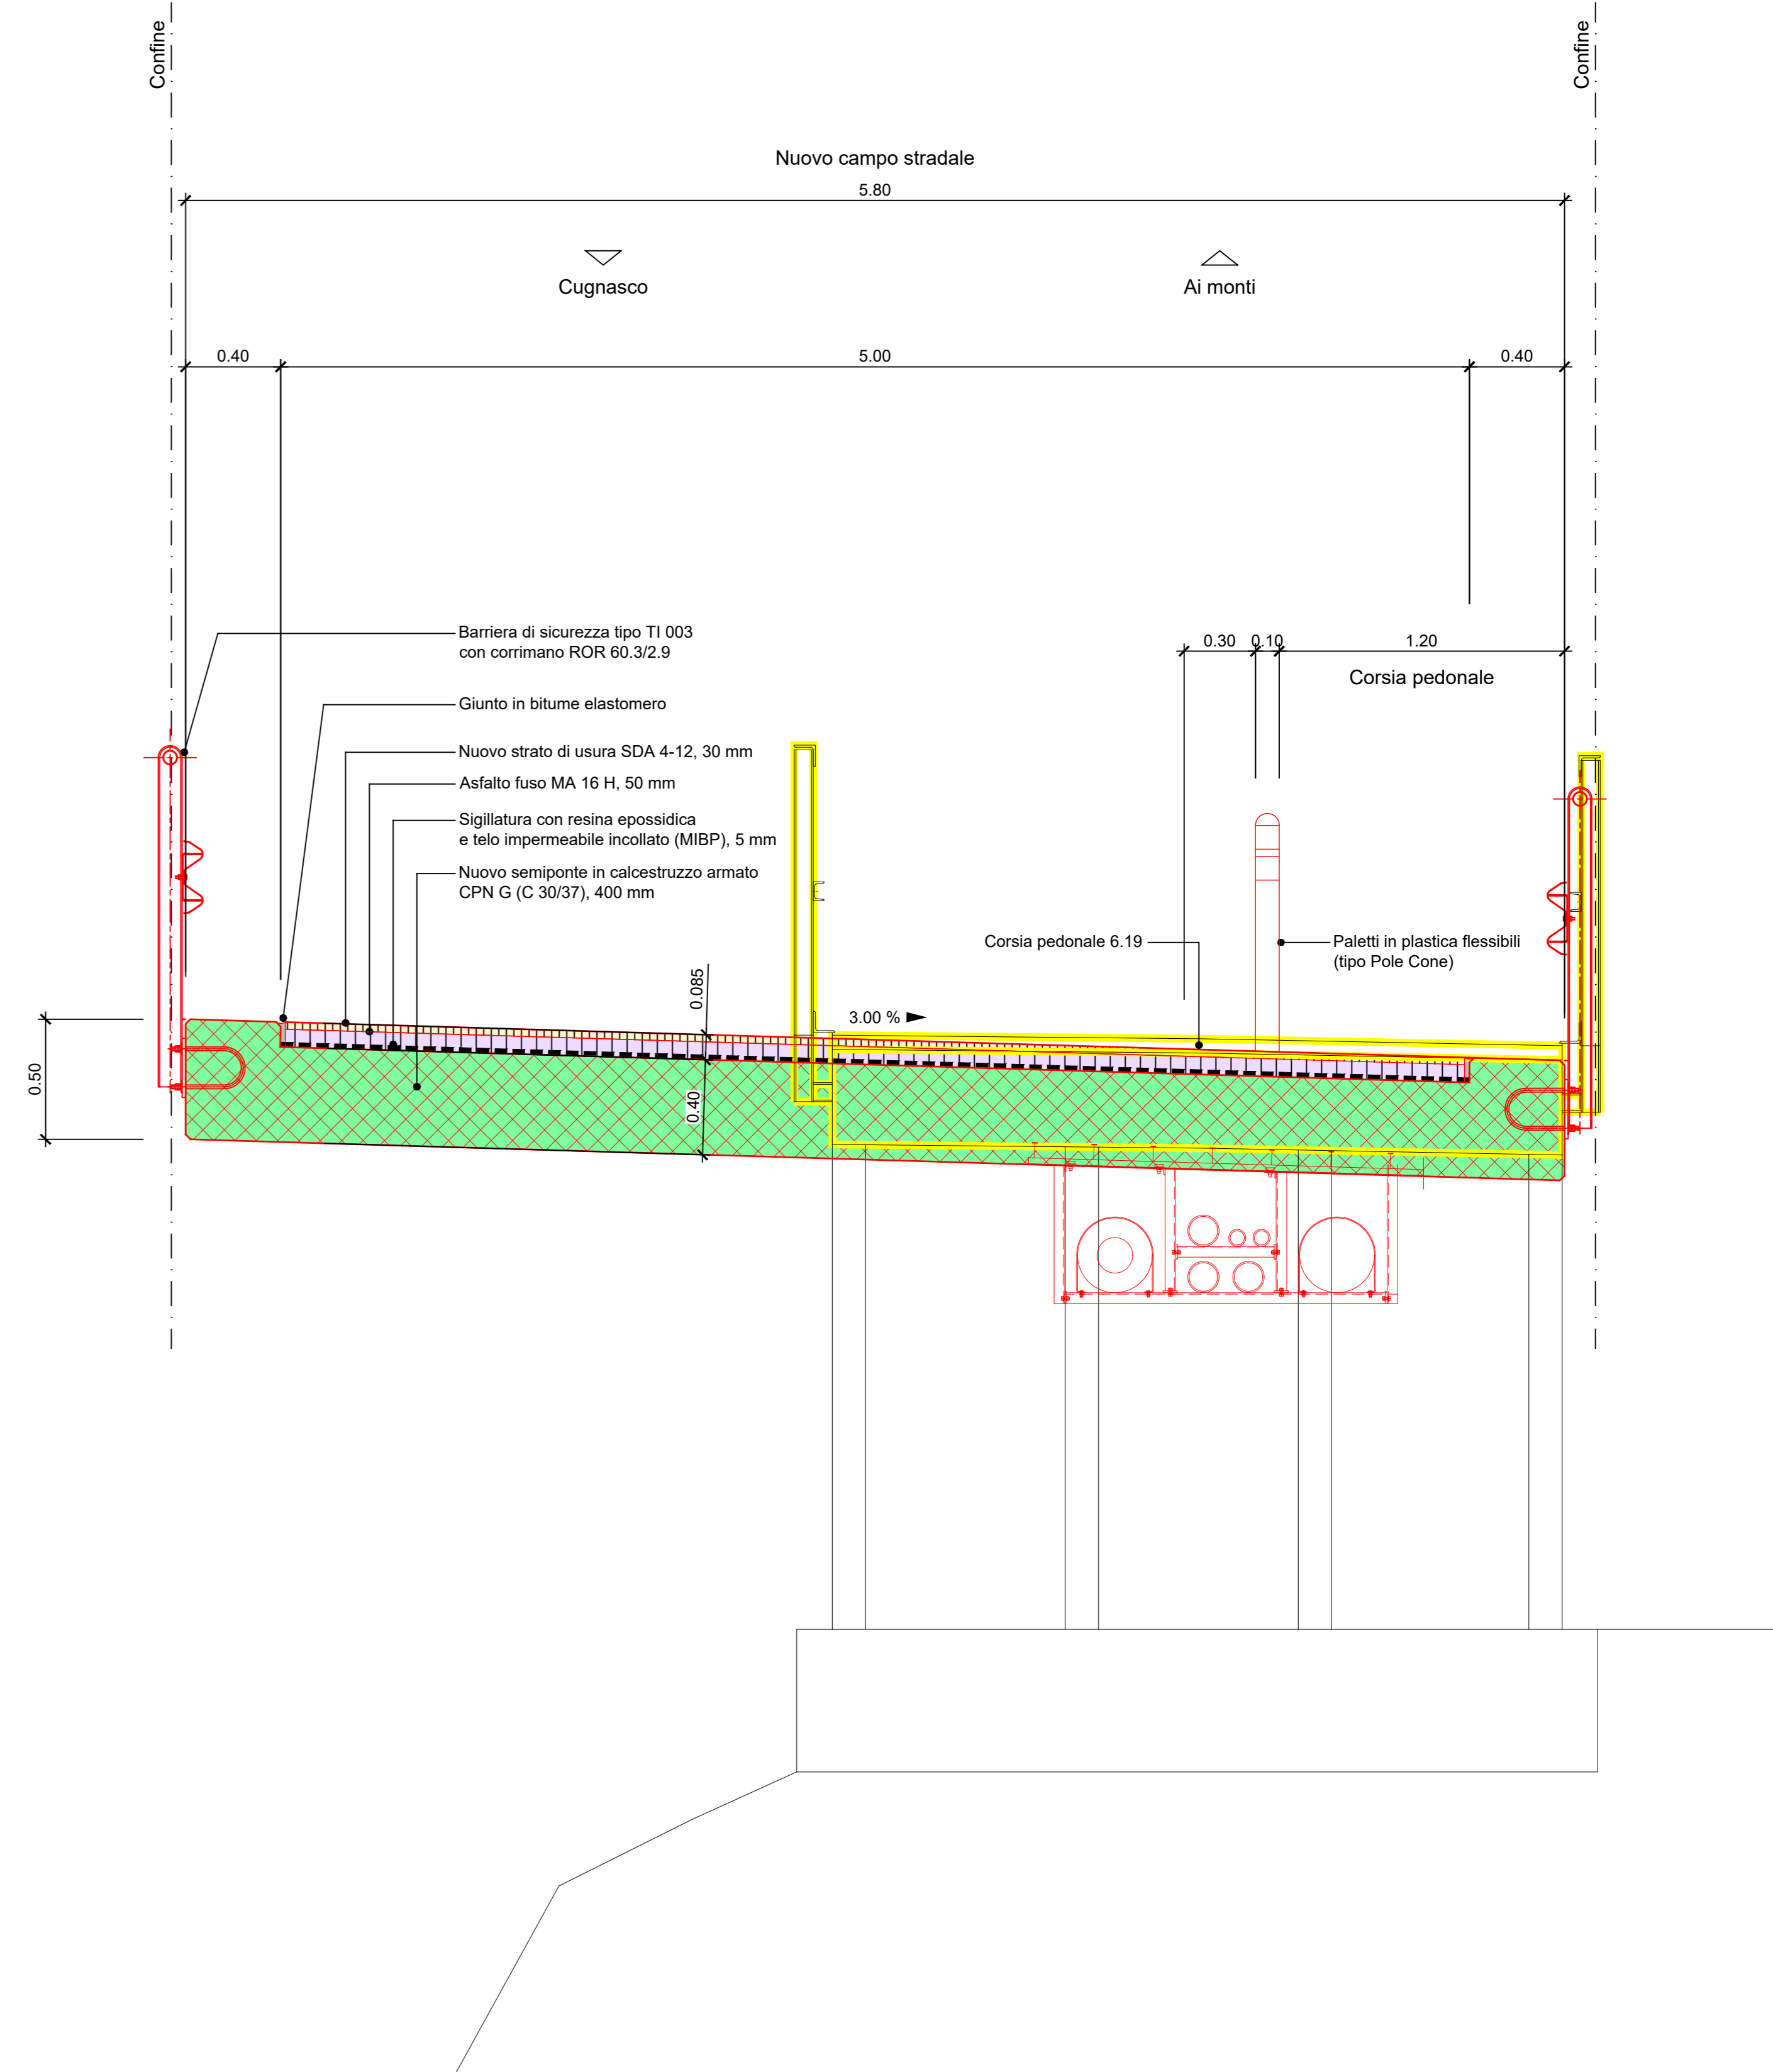 Confine
Confine
Nuovo campo stradale
5.80
Cugnasco
Ai monti
0.40
5.00
0.40
Barriera di sicurezza tipo TI 003
con corrimano ROR 60.3/2.9
0.30
0.10
1.20
Corsia pedonale
Giunto in bitume elastomero
Nuovo strato di usura SDA 4-12, 30 mm
Asfalto fuso MA 16 H, 50 mm
Sigillatura con resina epossidica
e telo impermeabile incollato (MIBP), 5 mm
Nuovo semiponte in calcestruzzo armato
CPN G (C 30/37), 400 mm
Corsia pedonale 6.19
Paletti in plastica flessibili
(tipo Pole Cone)
0.085
3.00 %
0.50
0.40